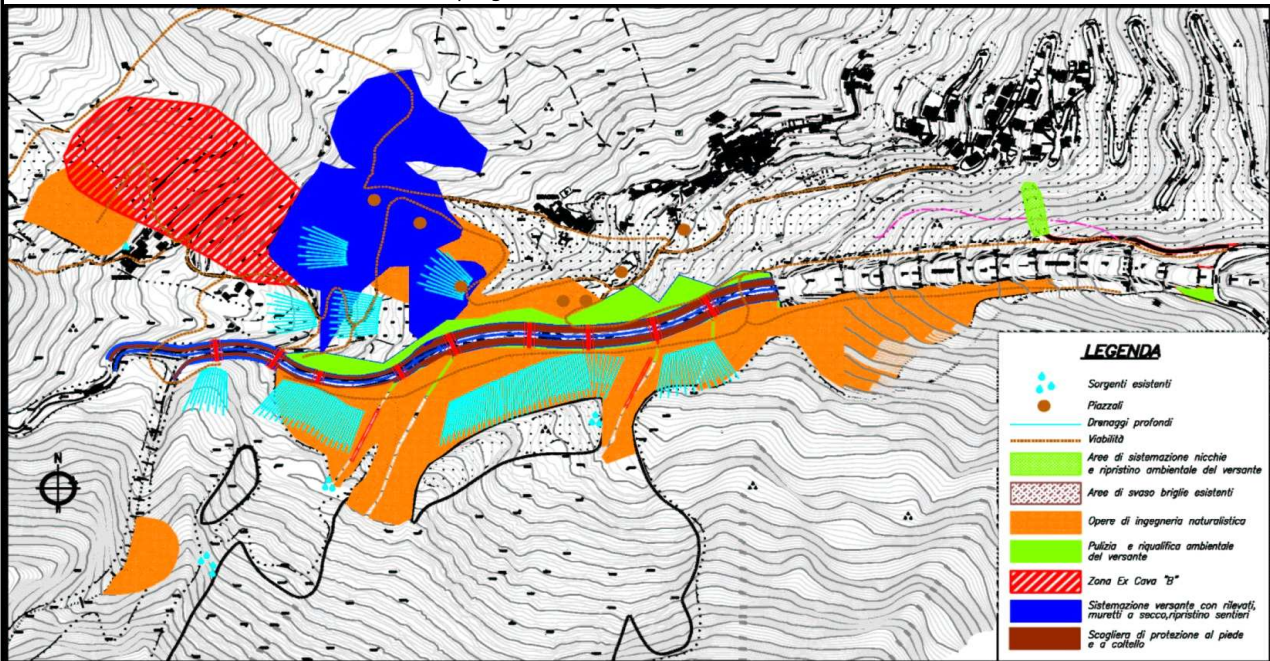 N
LEGENDA
Sorgenti esistenti
Piazzali
Drenaggi profondi
Viabilità
Aree di sistemazione nicchie
e ripristino ambientale del versante
Aree di svaso briglie esistenti
Opere di ingegneria naturalistica
Pulizia e riqualifica ambientale
del versante
Zona Ex Cava "B"
Sistemazione versante con rilevati,
muretti a secco,ripristino sentieri
Scogliera di protezione al piede
e a coltello